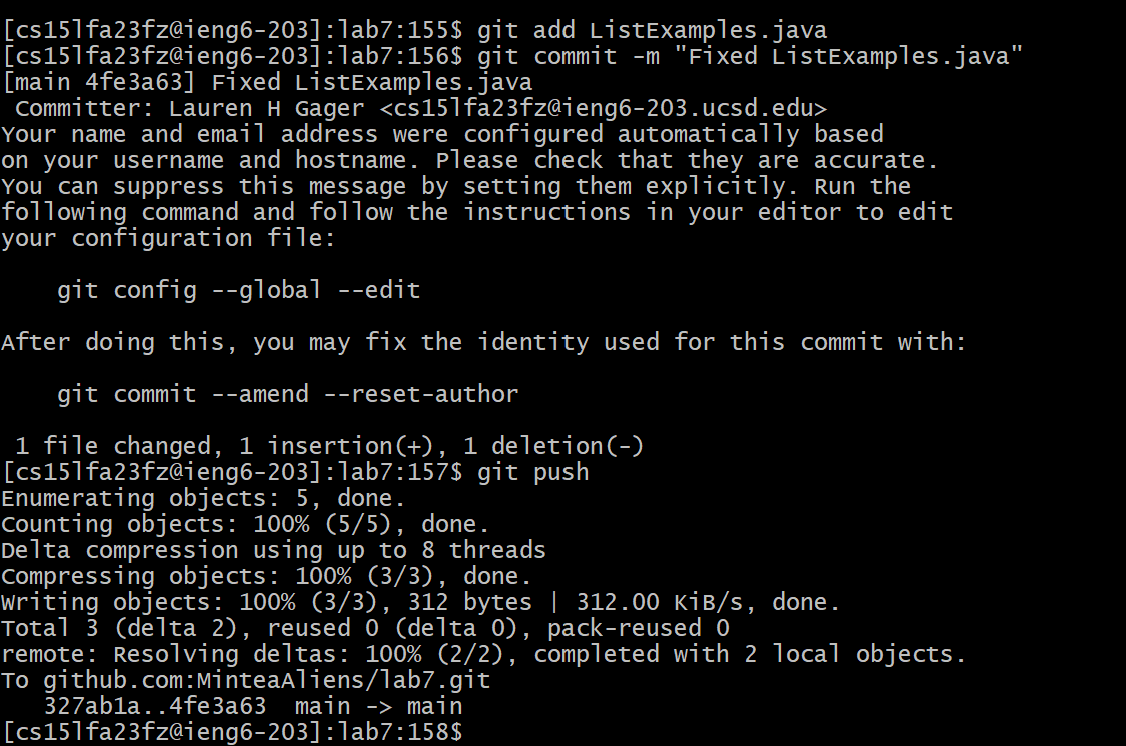 [cs15lfa23fz@ieng6-203]:lab7:155$ git add ListExamples.java
[cs15lfa23fz@ieng6-203]:lab7:156$ git commit -m "Fixed ListExamples.java"
[main 4fe3a63] Fixed ListExamples.java
 Committer: Lauren H Gager <cs15lfa23fz@ieng6-203.ucsd.edu>
Your name and email address were configured automatically based
on your username and hostname. Please check that they are accurate.
You can suppress this message by setting them explicitly. Run the
following command and follow the instructions in your editor to edit
your configuration file:

    git config --global --edit

After doing this, you may fix the identity used for this commit with:

    git commit --amend --reset-author

 1 file changed, 1 insertion(+), 1 deletion(-)
[cs15lfa23fz@ieng6-203]:lab7:157$ git push
Enumerating objects: 5, done.
Counting objects: 100% (5/5), done.
Delta compression using up to 8 threads
Compressing objects: 100% (3/3), done.
Writing objects: 100% (3/3), 312 bytes | 312.00 KiB/s, done.
Total 3 (delta 2), reused 0 (delta 0), pack-reused 0
remote: Resolving deltas: 100% (2/2), completed with 2 local objects.
To github.com:MinteaAliens/lab7.git
   327ab1a..4fe3a63  main -> main
[cs15lfa23fz@ieng6-203]:lab7:158$